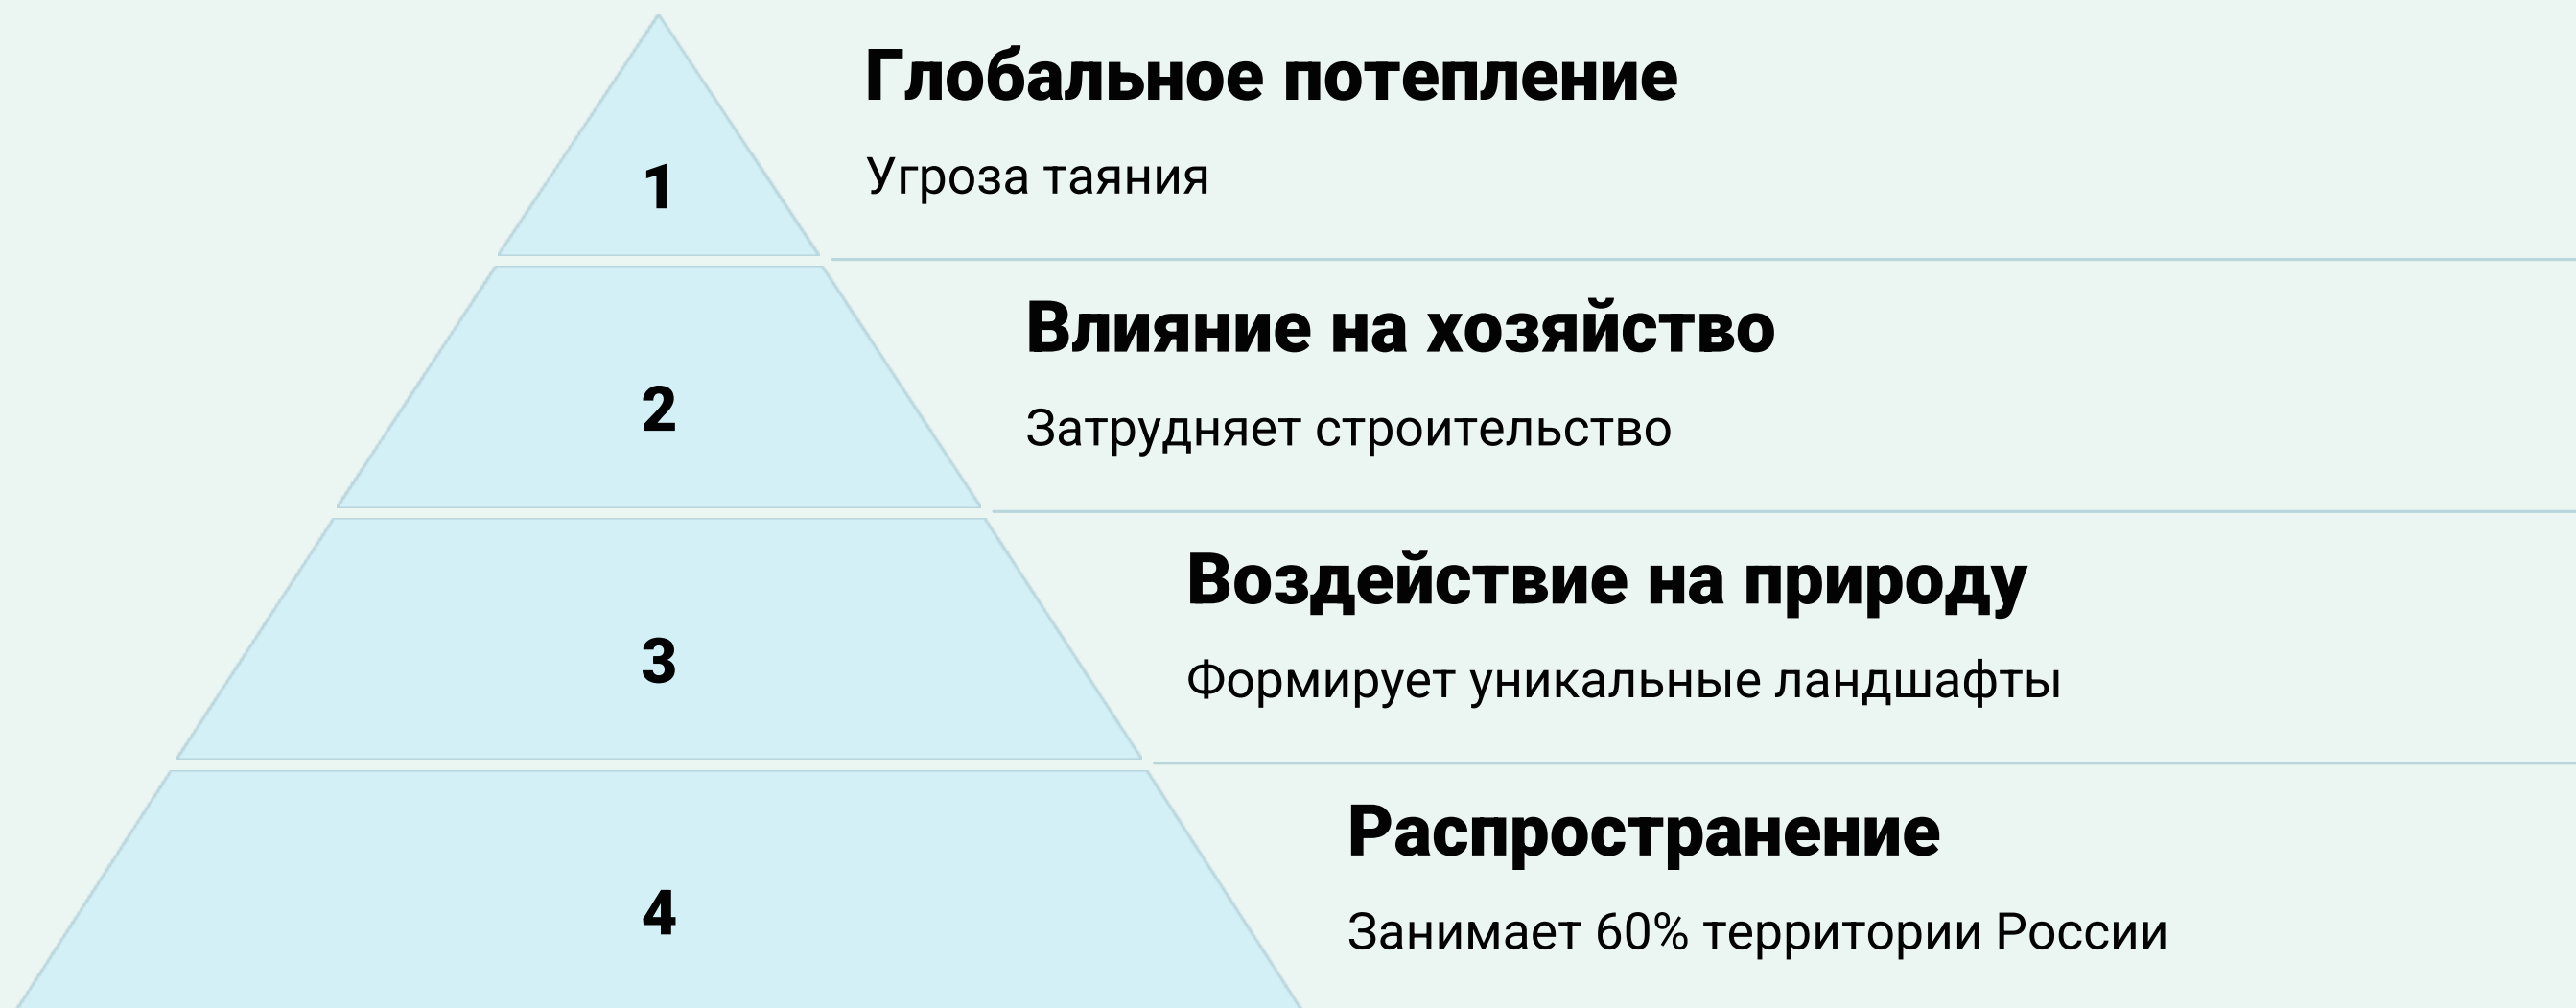 1
Глобальное потепление
Угроза таяния
2
Влияние на хозяйство
Затрудняет строительство
3
Воздействие на природу
Формирует уникальные ландшафты
4
Распространение
Занимает 60% территории России